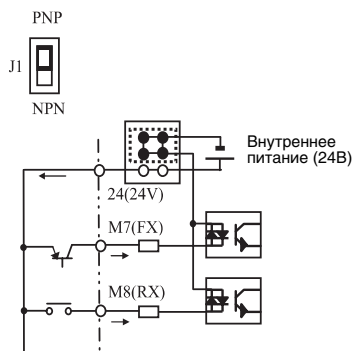 PNP
J1
NPN
Внутреннее
питание (24В)
24(24V)
M7(FX)
M8(RX)